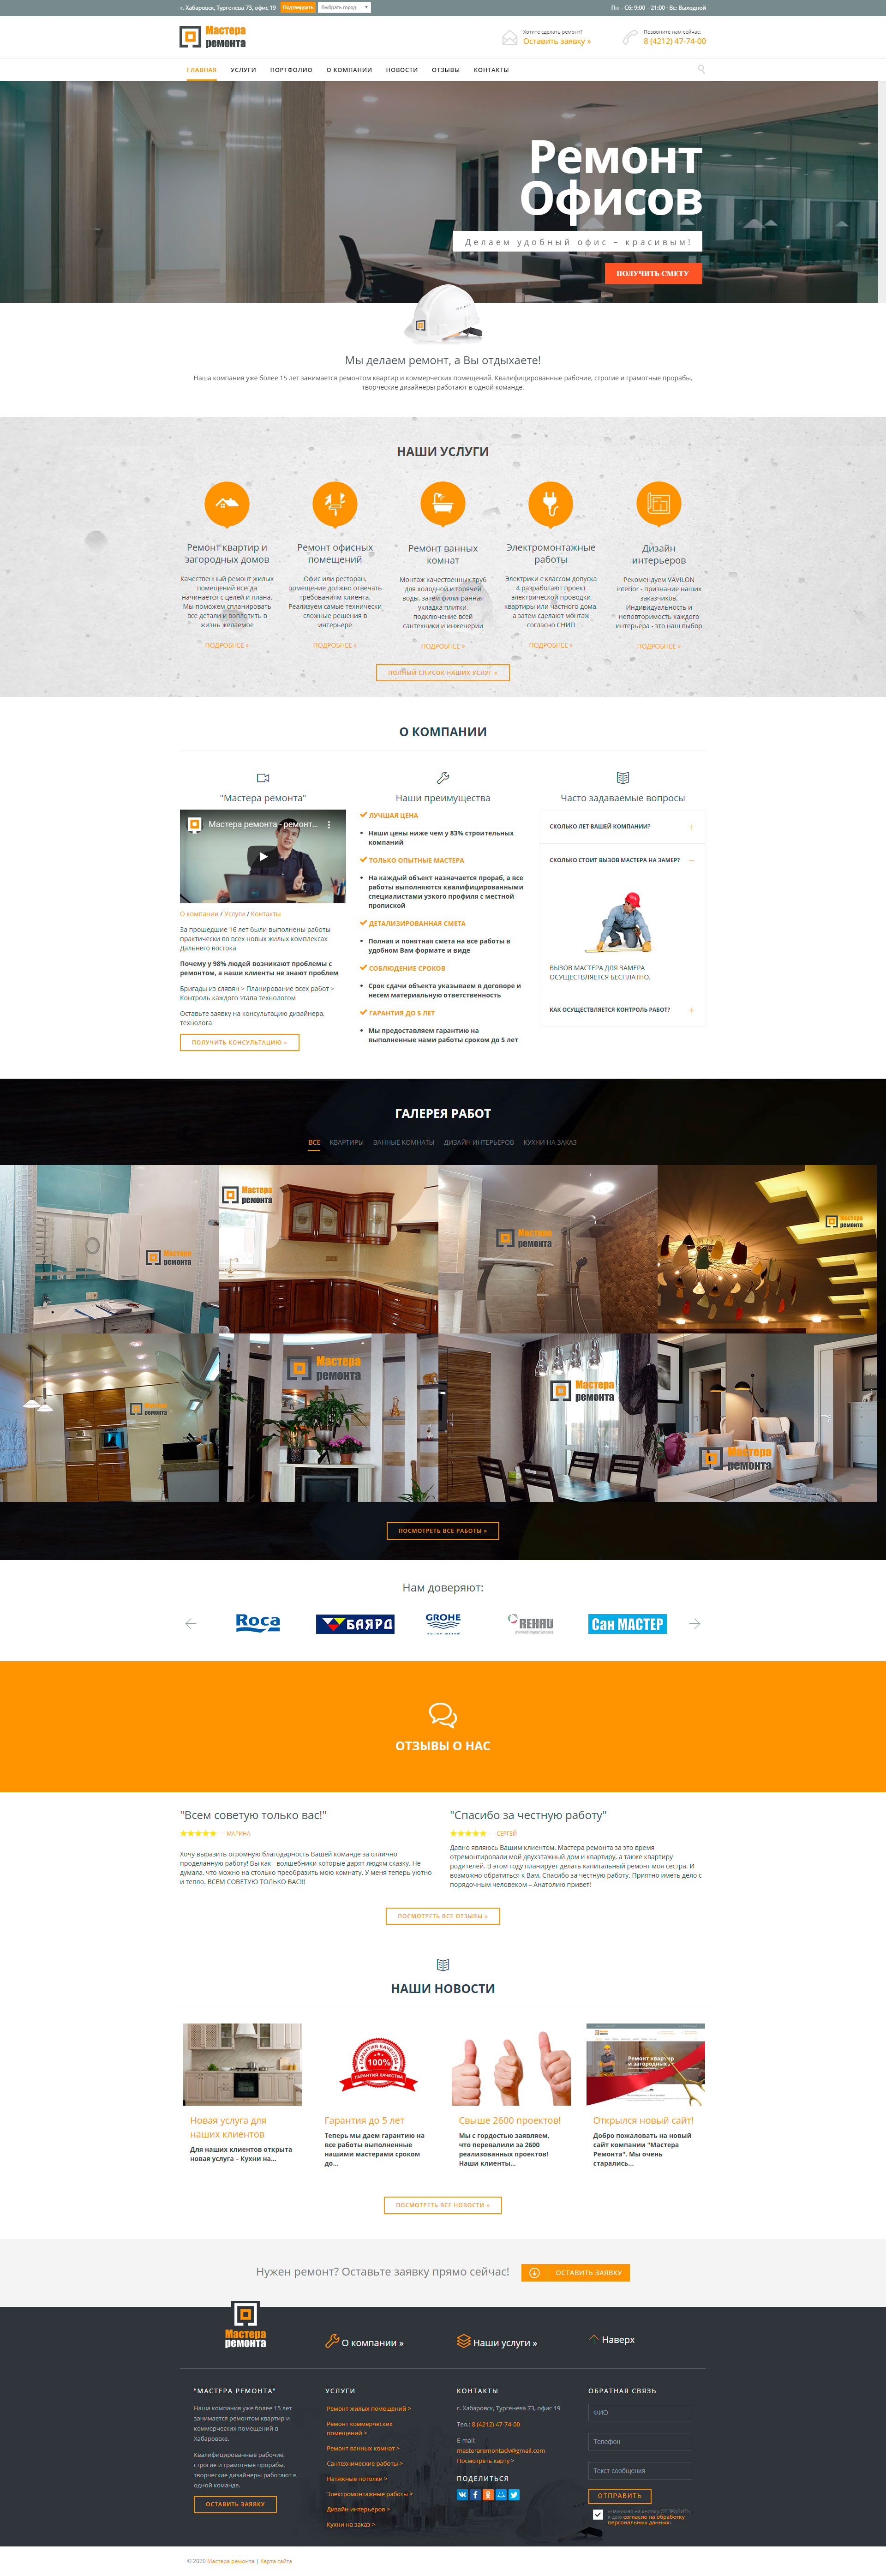 г. Хабаровск, Тургенева 73, офис 19
Подтвердить
Выбрать город
Пн - Сб: 9:00 - 21:00 · Вс: Выходной
Мастера
ремонта
Хотите сделать ремонт?
Оставить заявку »
Позвоните нам сейчас:
8 (4212) 47-74-00
ГЛАВНАЯ
УСЛУГИ
ПОРТФОЛИО
О КОМПАНИИ
НОВОСТИ
ОТЗЫВЫ
КОНТАКТЫ
Ремонт
Офисов
Делаем удобный офис – красивым!
ПОЛУЧИТЬ СМЕТУ
Мы делаем ремонт, а Вы отдыхаете!
Наша компания уже более 15 лет занимается ремонтом квартир и коммерческих помещений. Квалифицированные рабочие, строгие и грамотные прорабы,
творческие дизайнеры работают в одной команде.
НАШИ УСЛУГИ
Ремонт квартир и
загородных домов
Качественный ремонт жилых
помещений всегда
начинается с целей и плана.
Мы поможем спланировать
все детали и воплотить в
жизнь желаемое
ПОДРОБНЕЕ »
Ремонт офисных
помещений
Офис или ресторан,
помещение должно отвечать
требованиям клиента.
Реализуем самые технически
сложные решения в
интерьере
ПОДРОБНЕЕ »
Ремонт ванных
комнат
Монтаж качественных труб
для холодной и горячей
воды, затем филигранная
укладка плитки,
подключение всей
сантехники и инженерии
ПОДРОБНЕЕ »
Электромонтажные
работы
Электрики с классом допуска
4 разработают проект
электрической проводки
квартиры или частного дома,
а затем сделают монтаж
согласно СНИП
ПОДРОБНЕЕ »
Дизайн
интерьеров
Рекомендуем VAVILON
interior - признание наших
заказчиков.
Индивидуальность и
неповторимость каждого
интерьера - это наш выбор
ПОДРОБНЕЕ »
ПОЛНЫЙ СПИСОК НАШИХ УСЛУГ »
О КОМПАНИИ
"Мастера ремонта"
Мастера ремонта - ремонт...
О компании / Услуги / Контакты
За прошедшие 16 лет были выполнены работы
практически во всех новых жилых комплексах
Дальнего востока
Почему у 98% людей возникают проблемы с
ремонтом, а наши клиенты не знают проблем
Бригады из славян > Планирование всех работ >
Контроль каждого этапа технологом
Оставьте заявку на консультацию дизайнера,
технолога
ПОЛУЧИТЬ КОНСУЛЬТАЦИЮ »
Наши преимущества
ЛУЧШАЯ ЦЕНА
• Наши цены ниже чем у 83% строительных
компаний
ТОЛЬКО ОПЫТНЫЕ МАСТЕРА
• На каждый объект назначается прораб, а все
работы выполняются квалифицированными
специалистами узкого профиля с местной
пропиской
ДЕТАЛИЗИРОВАННАЯ СМЕТА
• Полная и понятная смета на все работы в
удобном Вам формате и виде
СОБЛЮДЕНИЕ СРОКОВ
• Срок сдачи объекта указываем в договоре и
несем материальную ответственность
ГАРАНТИЯ ДО 5 ЛЕТ
• Мы предоставляем гарантию на
выполненные нами работы сроком до 5 лет
Часто задаваемые вопросы
СКОЛЬКО ЛЕТ ВАШЕЙ КОМПАНИИ?
СКОЛЬКО СТОИТ ВЫЗОВ МАСТЕРА НА ЗАМЕР?
ВЫЗОВ МАСТЕРА ДЛЯ ЗАМЕРА
ОСУЩЕСТВЛЯЕТСЯ БЕСПЛАТНО.
КАК ОСУЩЕСТВЛЯЕТСЯ КОНТРОЛЬ РАБОТ?
ГАЛЕРЕЯ РАБОТ
ВСЕ
КВАРТИРЫ
ВАННЫЕ КОМНАТЫ
ДИЗАЙН ИНТЕРЬЕРОВ
КУХНИ НА ЗАКАЗ
Мастера
ремонта
Мастера
ремонта
Мастера
ремонта
Мастера
ремонта
Мастера
ремонта
Мастера
ремонта
Мастера
ремонта
Мастера
ремонта
ПОСМОТРЕТЬ ВСЕ РАБОТЫ »
Нам доверяют:
Roca
БАЯРД
GROHE
REHAU
Unlimited Polymer Solutions
Сан МАСТЕР
ОТЗЫВЫ О НАС
"Всем советую только вас!"
— МАРИНА
Хочу выразить огромную благодарность Вашей команде за отлично
проделанную работу! Вы как - волшебники которые дарят людям сказку. Не
думала, что можно на столько преобразить мою комнату. У меня теперь уютно
и тепло. ВСЕМ СОВЕТУЮ ТОЛЬКО ВАС!!!
"Спасибо за честную работу"
— СЕРГЕЙ
Давно являюсь Вашим клиентом. Мастера ремонта за это время
отремонтировали мой двухэтажный дом и квартиру, а также квартиру
родителей. В этом году планирует делать капитальный ремонт моя сестра. И
возможно обратиться к Вам. Спасибо за честную работу. Приятно иметь дело с
порядочным человеком – Анатолию привет!
ПОСМОТРЕТЬ ВСЕ ОТЗЫВЫ »
НАШИ НОВОСТИ
Новая услуга для
наших клиентов
Для наших клиентов открыта
новая услуга – Кухни на...
ГАРАНТИЯ КАЧЕСТВА
100%
ГАРАНТИЯ КАЧЕСТВА
Гарантия до 5 лет
Теперь мы даем гарантию на
все работы выполненные
нашими мастерами сроком
до...
Свыше 2600 проектов!
Мы с гордостью заявляем,
что перевалили за 2600
реализованных проектов!
Наши клиенты...
Ремонт квартир
и загородных
Открылся новый сайт!
Добро пожаловать на новый
сайт компании "Мастера
Ремонта". Мы очень
старались...
ПОСМОТРЕТЬ ВСЕ НОВОСТИ »
Нужен ремонт? Оставьте заявку прямо сейчас!
ОСТАВИТЬ ЗАЯВКУ
Мастера
ремонта
О компании »
Наши услуги »
Наверх
"МАСТЕРА РЕМОНТА"
Наша компания уже более 15 лет
занимается ремонтом квартир и
коммерческих помещений в
Хабаровске.
Квалифицированные рабочие,
строгие и грамотные прорабы,
творческие дизайнеры работают в
одной команде.
ОСТАВИТЬ ЗАЯВКУ
УСЛУГИ
Ремонт жилых помещений >
Ремонт коммерческих
помещений >
Ремонт ванных комнат >
Сантехнические работы >
Натяжные потолки >
Электромонтажные работы >
Дизайн интерьеров >
Кухни на заказ >
КОНТАКТЫ
г. Хабаровск, Тургенева 73, офис 19
Тел.: 8 (4212) 47-74-00
E-mail:
masteraremontadv@gmail.com
Посмотреть карту >
ПОДЕЛИТЬСЯ
ОБРАТНАЯ СВЯЗЬ
ФИО
Телефон
Текст сообщения
ОТПРАВИТЬ
«Нажимая на кнопку ОТПРАВИТЬ,
я даю согласие на обработку
персональных данных»
© 2020 Мастера ремонта | Карта сайта